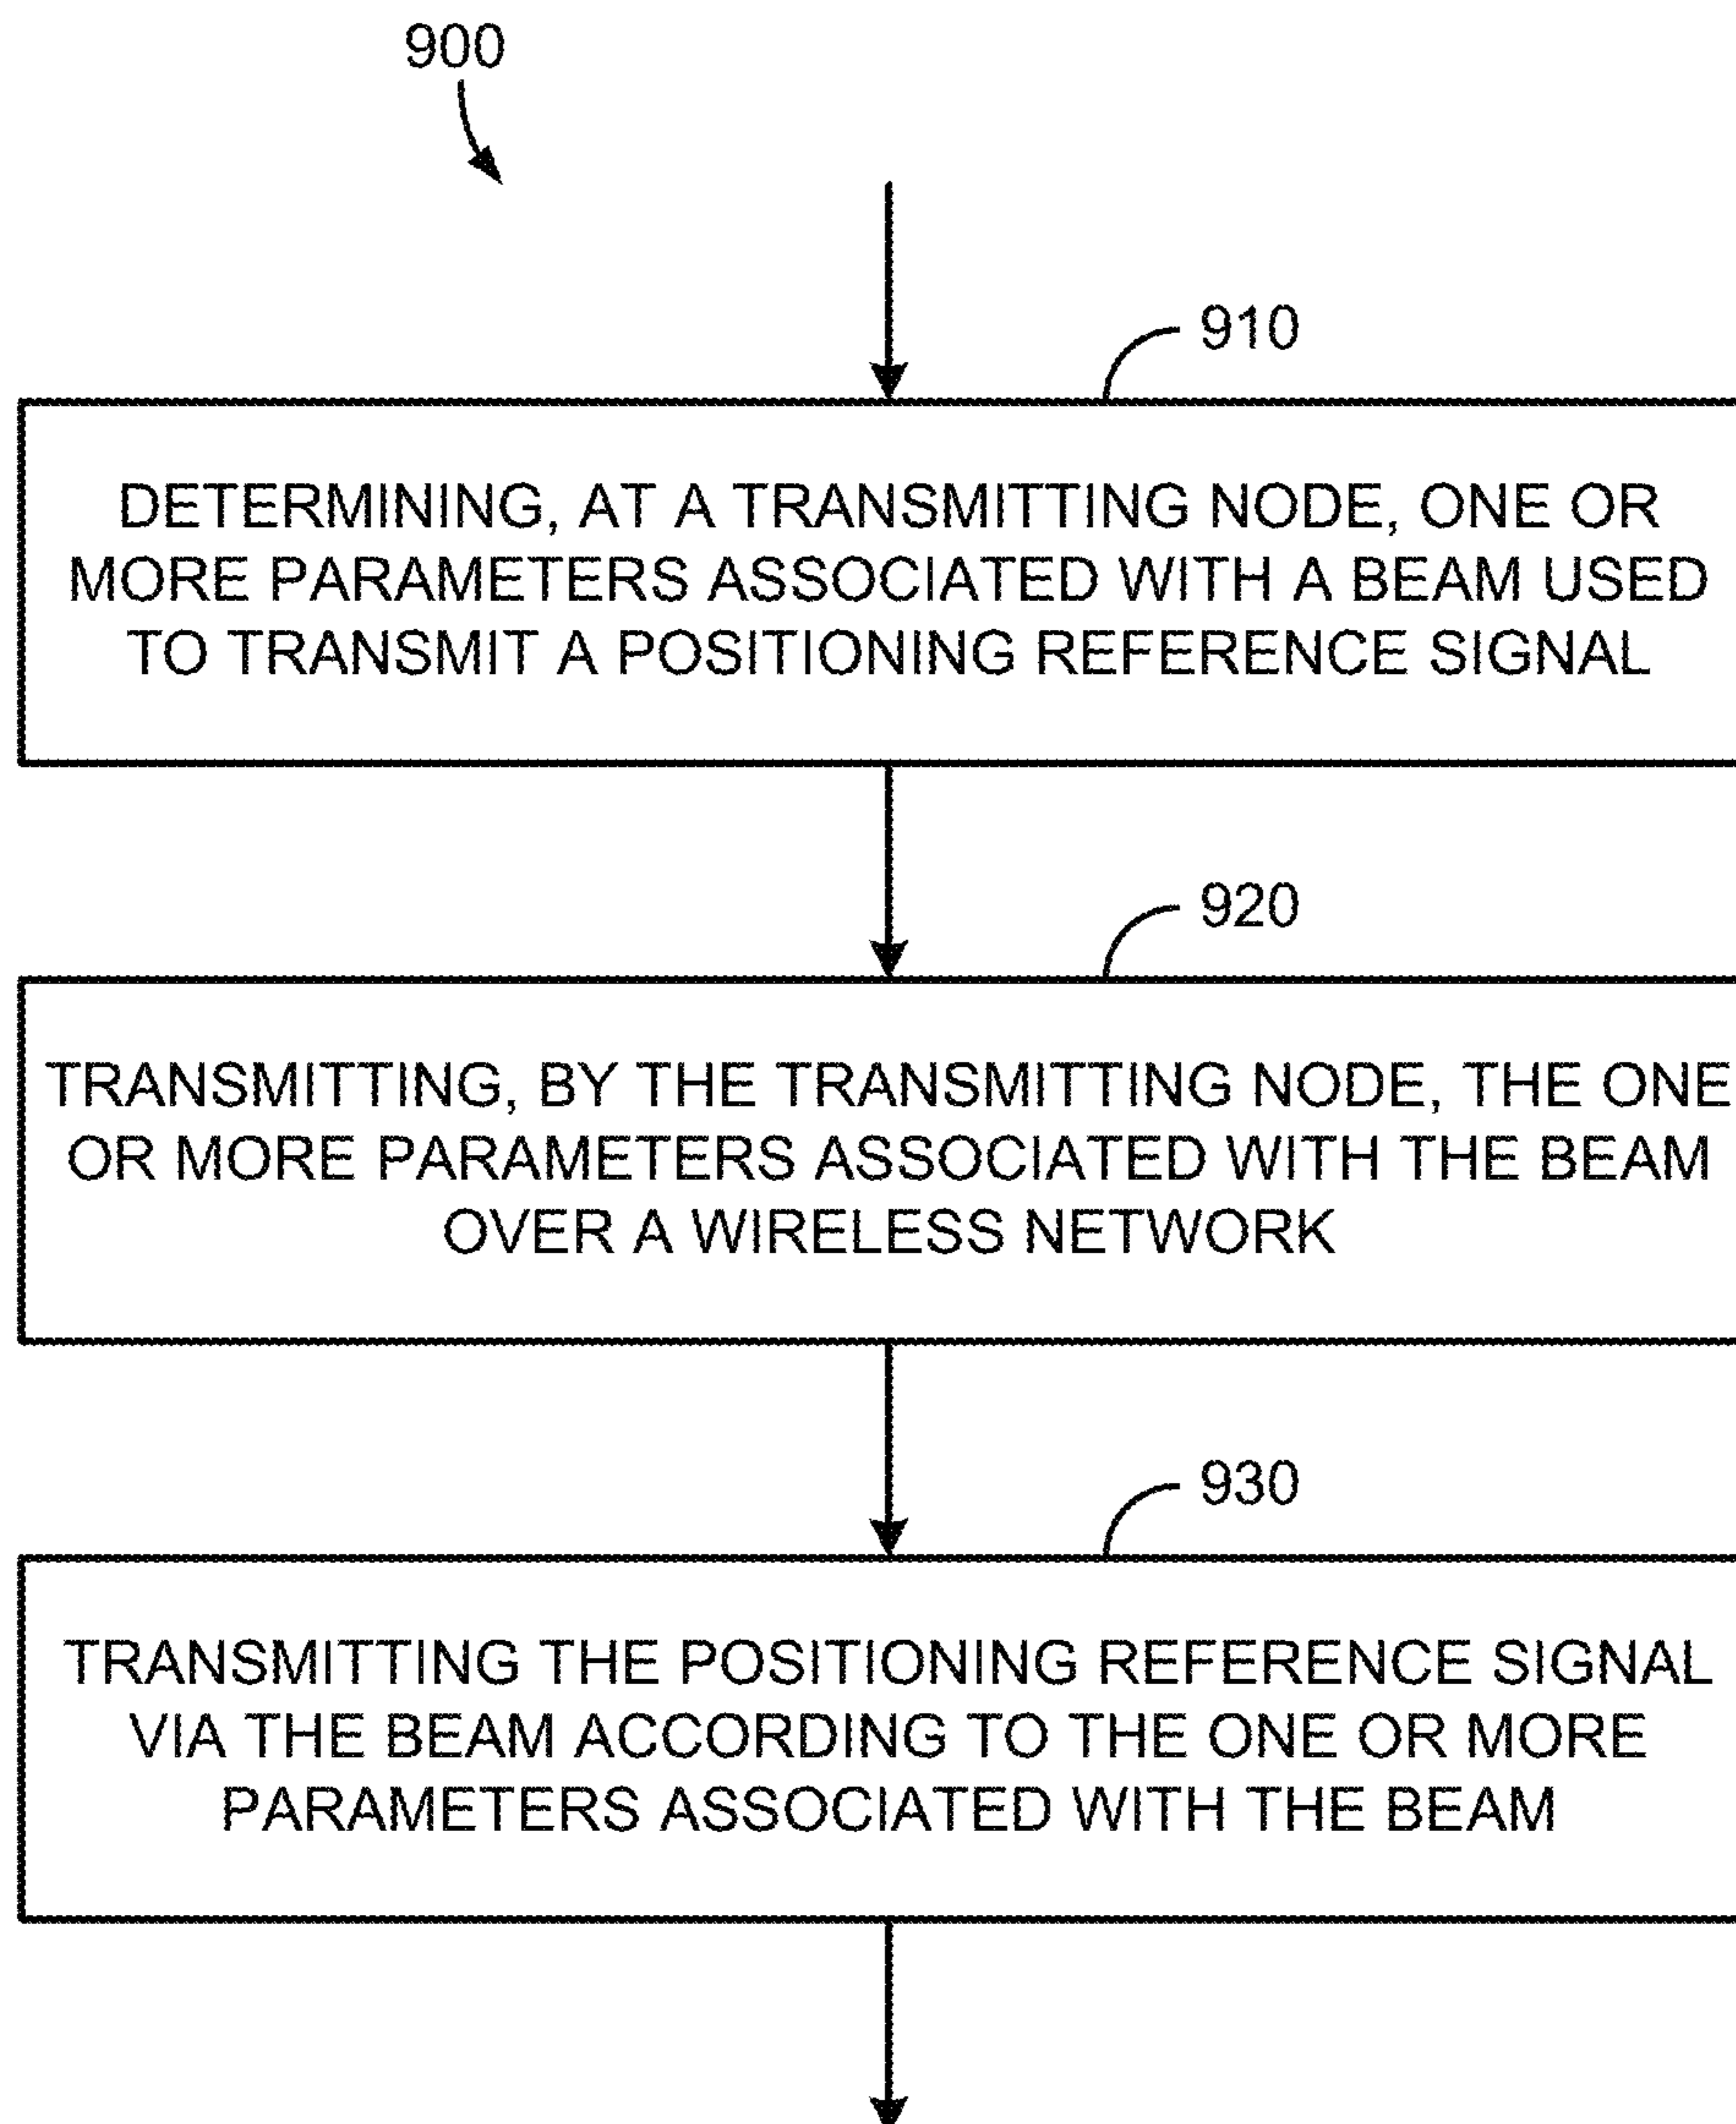 900
910
DETERMINING, AT A TRANSMITTING NODE, ONE OR
MORE PARAMETERS ASSOCIATED WITH A BEAM USED
TO TRANSMIT A POSITIONING REFERENCE SIGNAL
920
TRANSMITTING, BY THE TRANSMITTING NODE, THE ONE
OR MORE PARAMETERS ASSOCIATED WITH THE BEAM
OVER A WIRELESS NETWORK
930
TRANSMITTING THE POSITIONING REFERENCE SIGNAL
VIA THE BEAM ACCORDING TO THE ONE OR MORE
PARAMETERS ASSOCIATED WITH THE BEAM